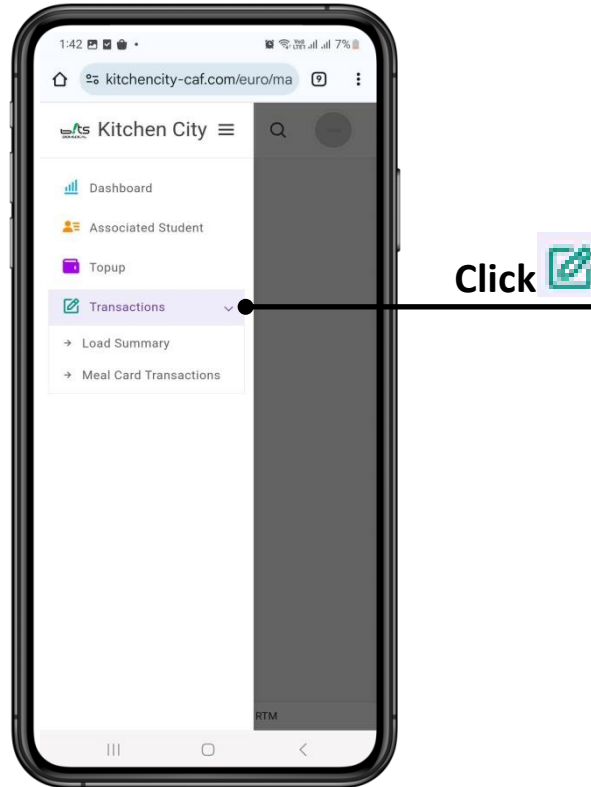 1:42
7%
kitchencity-caf.com/euro/ma
9
Kitchen City
Dashboard
Associated Student
Topup
Transactions
Load Summary
Meal Card Transactions
RTM
Click